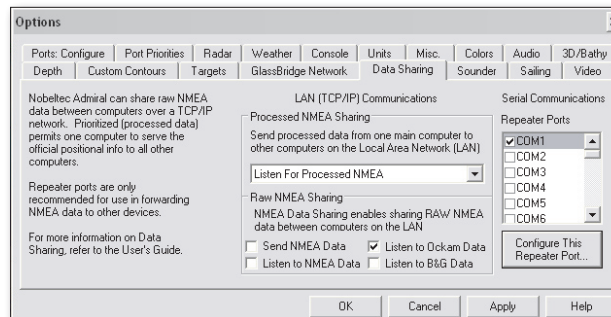 Options
Ports: Configure Port Priorities Radar Weather Console Units Misc. Colors Audio 3D/Bathy
Depth Custom Contours Targets GlassBridge Network Data Sharing Sounder Sailing Video
Nobeltec Admiral can share raw NMEA
data between computers over a TCP/IP
network. Prioritized (processed data)
permits one computer to serve the
official positional info to all other
computers.
Repeater ports are only
recommended for use in forwarding
NMEA data to other devices.
For more information on Data
Sharing, refer to the User's Guide.
LAN (TCP/IP) Communications
Processed NMEA Sharing
Send processed data from one main computer to
other computers on the Local Area Network (LAN)
Listen For Processed NMEA
Raw NMEA Sharing
NMEA Data Sharing enables sharing RAW NMEA
data between computers on the LAN
Send NMEA Data Listen to Ockam Data
Listen to NMEA Data Listen to B&G Data
Serial Communications
Repeater Ports
COM1
COM2
COM3
COM4
COM5
COM6
Configure This
Repeater Port...
OK Cancel Apply Help